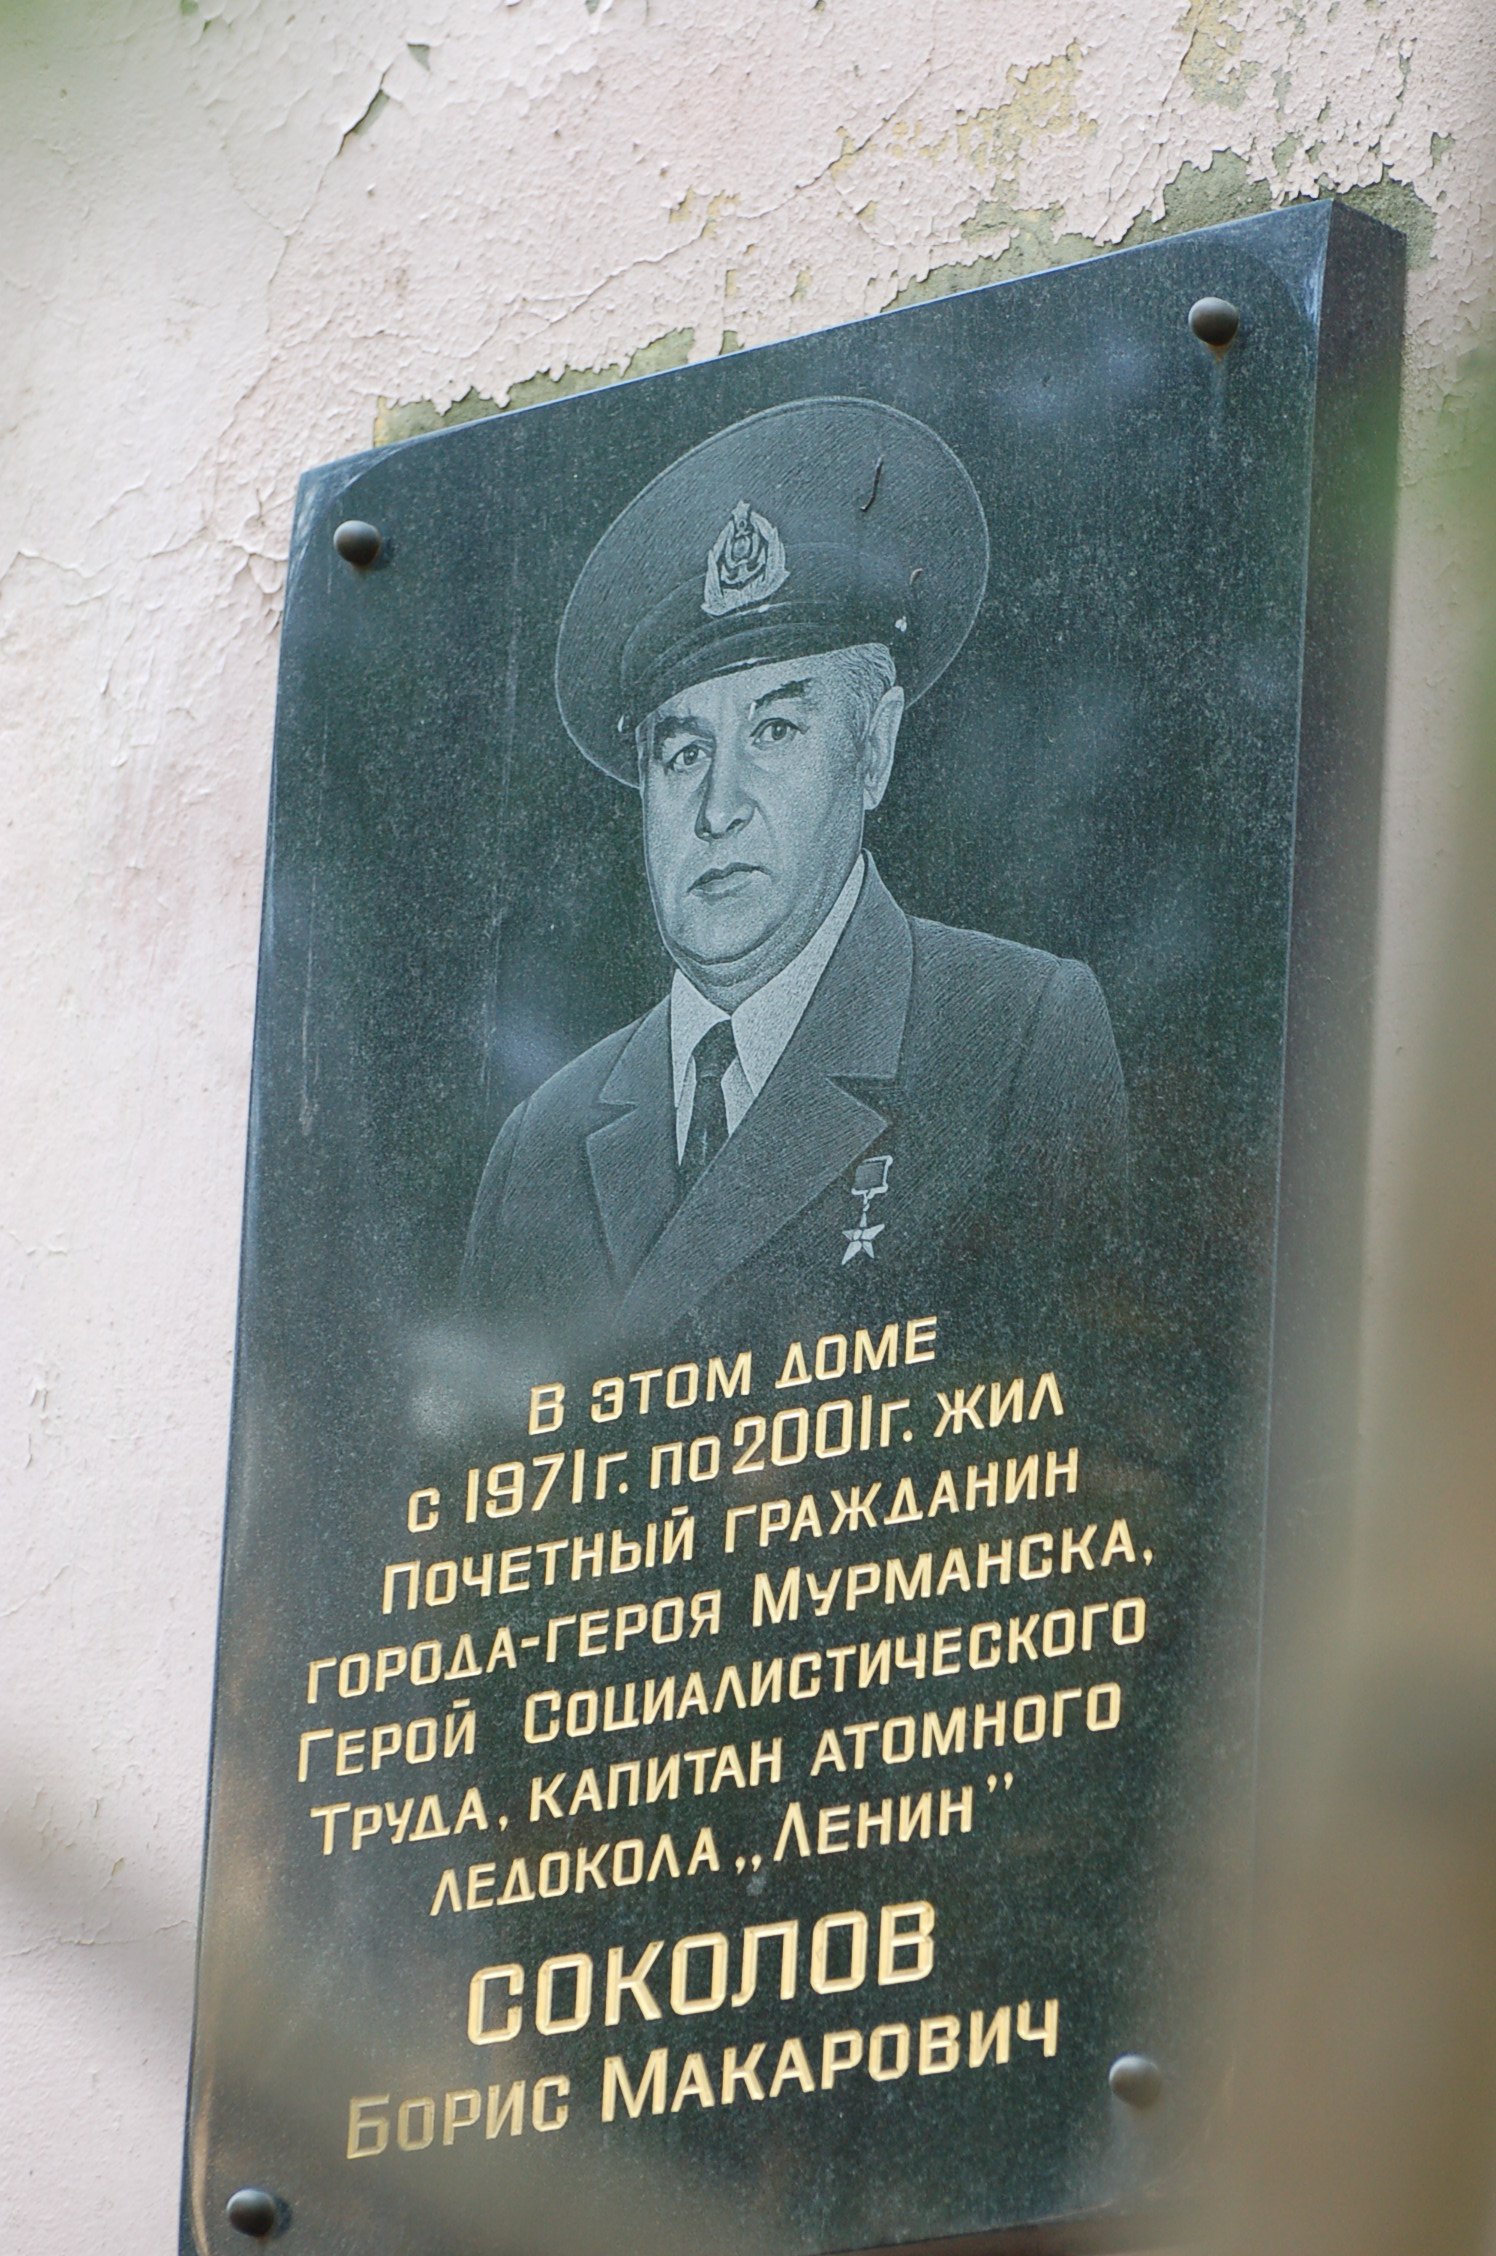 В ЭТОМ ДОМЕ
С 1971г. ПО 2001г. ЖИЛ
ПОЧЕТНЫЙ ГРАЖДАНИН
ГОРОДА-ГЕРОЯ МУРМАНСКА,
ГЕРОЙ СОЦИАЛИСТИЧЕСКОГО
ТРУДА, КАПИТАН АТОМНОГО
ЛЕДОКОЛА „ЛЕНИН”
СОКОЛОВ
БОРИС МАКАРОВИЧ